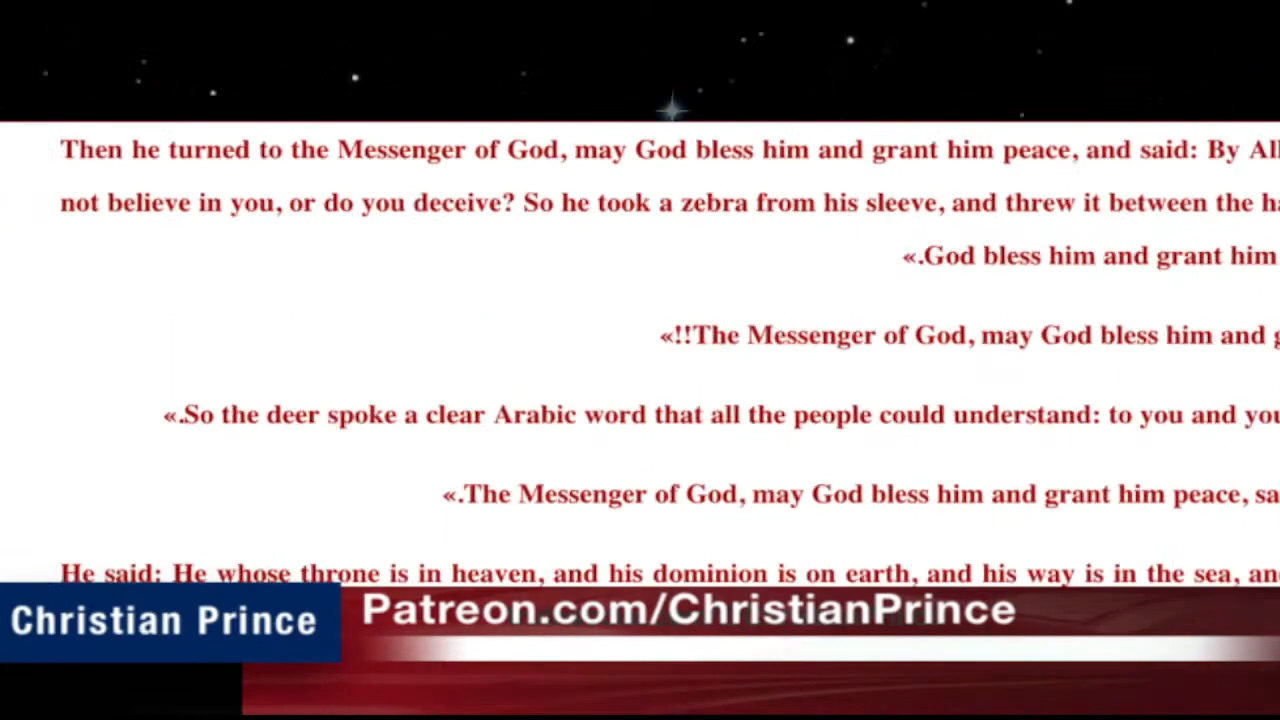 Then he turned to the Messenger of God, may God bless him and grant him peace, and said: By All
not believe in you, or do you deceive? So he took a zebra from his sleeve, and threw it between the ha
«.God bless him and grant him
«!!The Messenger of God, may God bless him and g
«.So the deer spoke a clear Arabic word that all the people could understand: to you and you
«.The Messenger of God, may God bless him and grant him peace, sa
He said: He whose throne is in heaven, and his dominion is on earth, and his way is in the sea, an
Christian Prince
Patreon.com/ChristianPrince